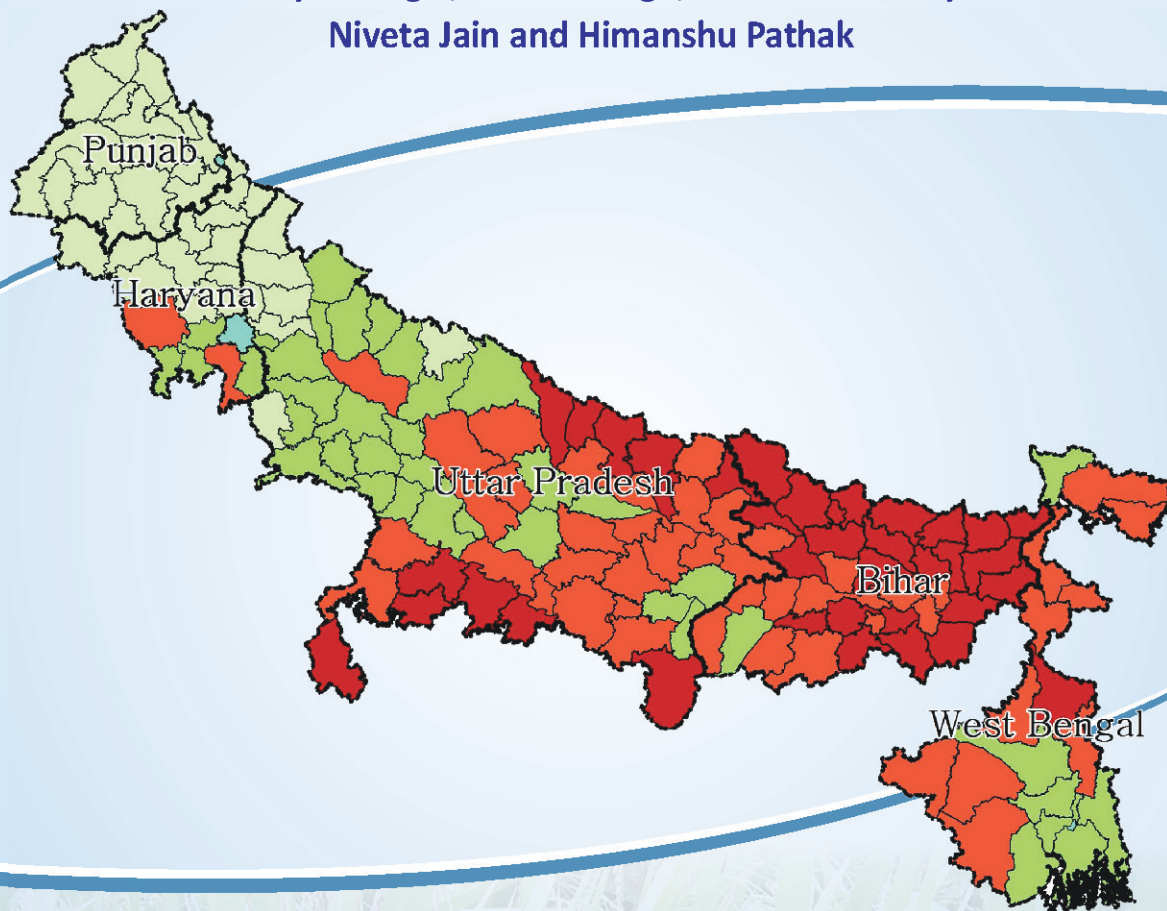 Niveta Jain and Himanshu Pathak
Punjab
Haryana
Uttar Pradesh
Bihar
West Bengal